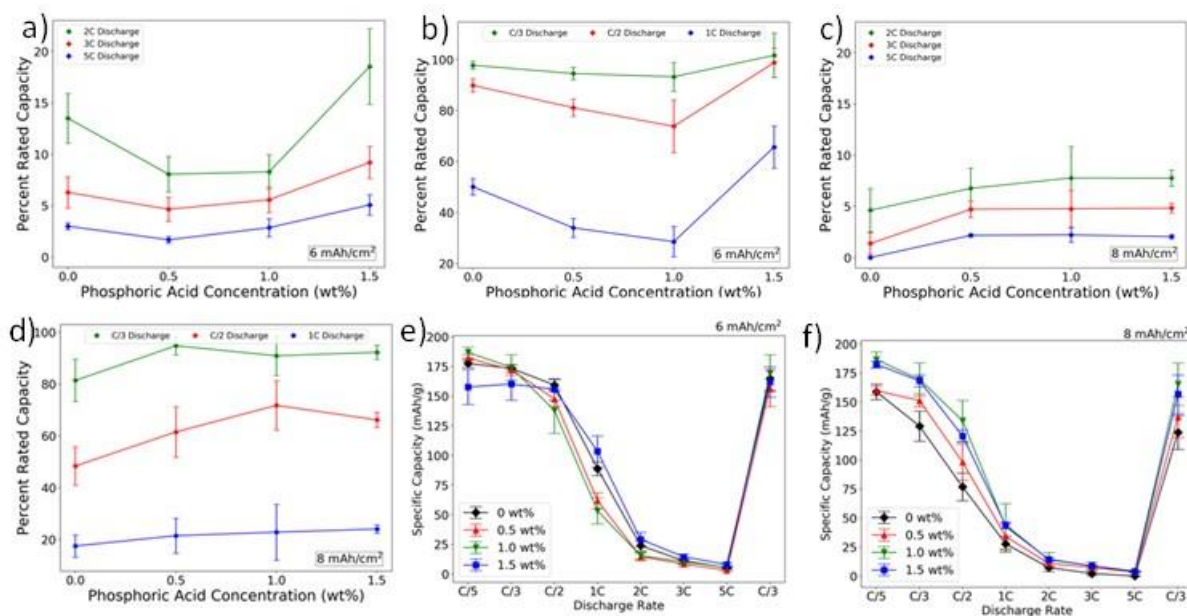 a)
2C Discharge
3C Discharge
5C Discharge
20
15
10
5
0
Percent Rated Capacity
6 mAh/cm²
0.0 0.5 1.0 1.5
Phosphoric Acid Concentration (wt%)
b)
C/3 Discharge C/2 Discharge 1C Discharge
100
80
60
40
20
Percent Rated Capacity
6 mAh/cm²
0.0 0.5 1.0 1.5
Phosphoric Acid Concentration (wt%)
c)
2C Discharge
3C Discharge
5C Discharge
20
15
10
5
0
Percent Rated Capacity
8 mAh/cm²
0.0 0.5 1.0 1.5
Phosphoric Acid Concentration (wt%)
d)
C/3 Discharge C/2 Discharge 1C Discharge
100
80
60
40
20
Percent Rated Capacity
8 mAh/cm²
0.0 0.5 1.0 1.5
Phosphoric Acid Concentration (wt%)
e)
6 mAh/cm²
200
175
150
125
100
75
50
25
0
Specific Capacity (mAh/g)
0 wt%
0.5 wt%
1.0 wt%
1.5 wt%
C/5 C/3 C/2 1C 2C 3C 5C C/3
Discharge Rate
f)
8 mAh/cm²
200
175
150
125
100
75
50
25
0
Specific Capacity (mAh/g)
0 wt%
0.5 wt%
1.0 wt%
1.5 wt%
C/5 C/3 C/2 1C 2C 3C 5C C/3
Discharge Rate